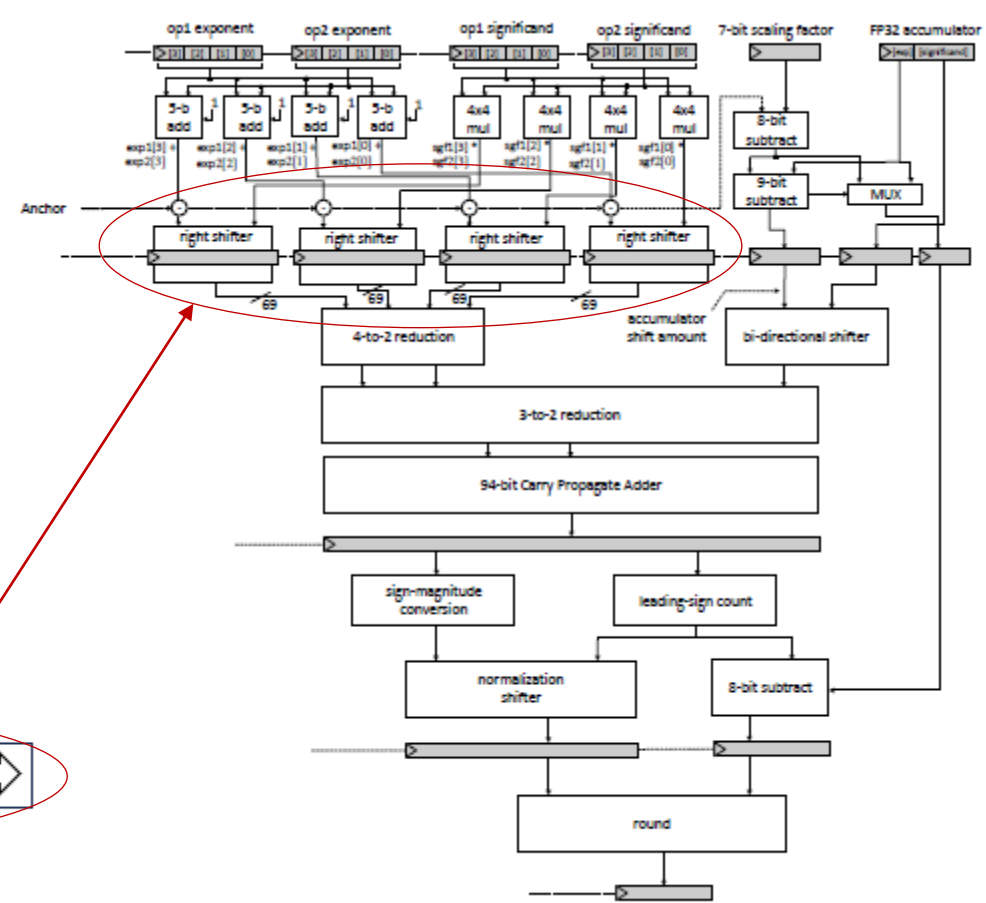 op1 exponent op2 exponent op1 significand op2 significand 7-bit scaling factor FP32 accumulator
[3] [2] [1] [0] [3] [2] [1] [0] [3] [2] [1] [0] [3] [2] [1] [0] [exp] [significand]
5-b add 1 5-b add 1 5-b add 1 5-b add 1 4x4 mul 4x4 mul 4x4 mul 4x4 mul
8-bit subtract
exp1[3] + exp1[2] + exp1[1] + exp1[0] + sgf1[3] * sgf1[2] * sgf1[1] * sgf1[0] *
exp2[3] exp2[2] exp2[1] exp2[0] sgf2[3] sgf2[2] sgf2[1] sgf2[0]
9-bit subtract MUX
Anchor - - - -
right shifter right shifter right shifter right shifter
69 69 69 69
accumulator
shift amount
4-to-2 reduction bi-directional shifter
3-to-2 reduction
94-bit Carry Propagate Adder
sign-magnitude
conversion
leading-sign count
normalization
shifter
8-bit subtract
round